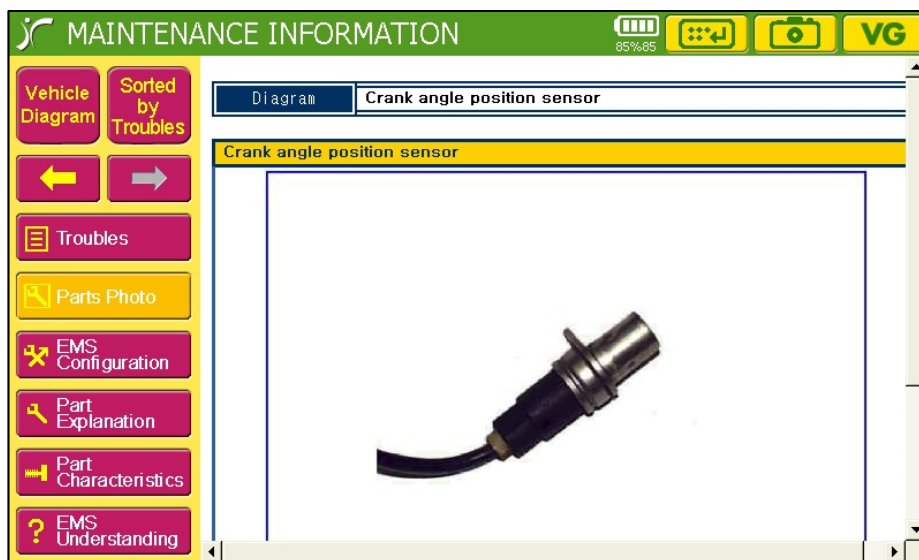 MAINTENANCE INFORMATION
85%85
VG
Vehicle
Diagram
Sorted
by
Troubles
Diagram
Crank angle position sensor
Crank angle position sensor
Troubles
Parts Photo
EMS
Configuration
Part
Explanation
Part
Characteristics
EMS
Understanding